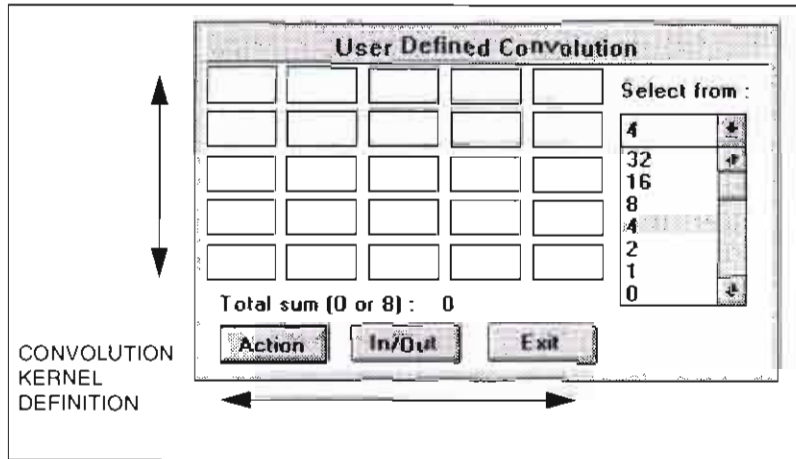 User Defined Convolution
Select from :
4
32
16
8
4
2
1
0
Total sum (0 or 8) : 0
Action In/Out Exit
CONVOLUTION
KERNEL
DEFINITION